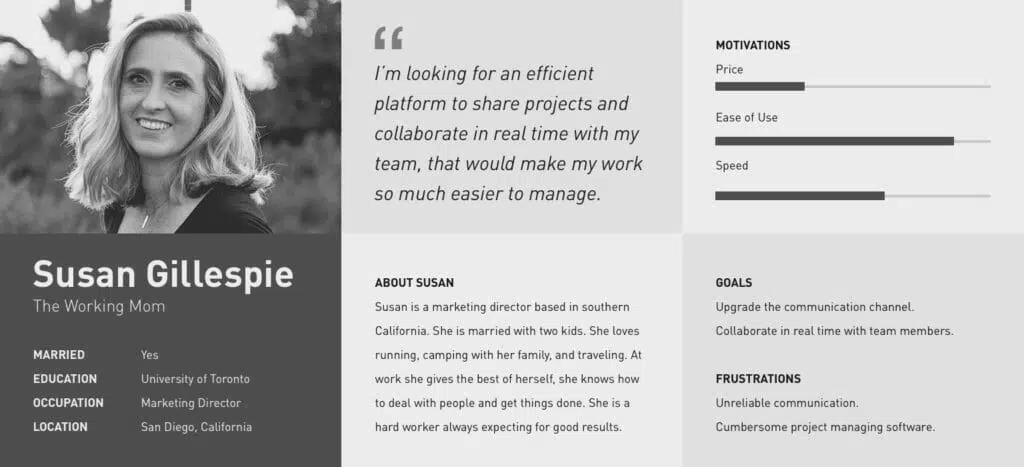 “
I’m looking for an efficient
platform to share projects and
collaborate in real time with my
team, that would make my work
so much easier to manage.
MOTIVATIONS
Price
Ease of Use
Speed
Susan Gillespie
The Working Mom
MARRIED Yes
EDUCATION University of Toronto
OCCUPATION Marketing Director
LOCATION San Diego, California
ABOUT SUSAN
Susan is a marketing director based in southern
California. She is married with two kids. She loves
running, camping with her family, and traveling. At
work she gives the best of herself, she knows how
to deal with people and get things done. She is a
hard worker always expecting for good results.
GOALS
Upgrade the communication channel.
Collaborate in real time with team members.
FRUSTRATIONS
Unreliable communication.
Cumbersome project managing software.